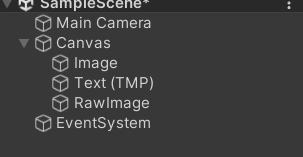 SampleScene*
Main Camera
Canvas
Image
Text (TMP)
RawImage
EventSystem